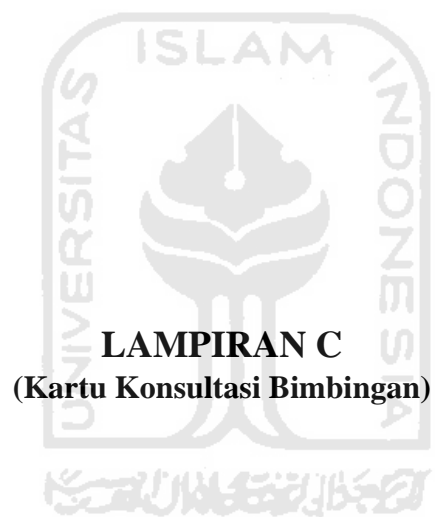 ISLAM
UNIVERSITAS
INDONESIA
LAMPIRAN C
(Kartu Konsultasi Bimbingan)